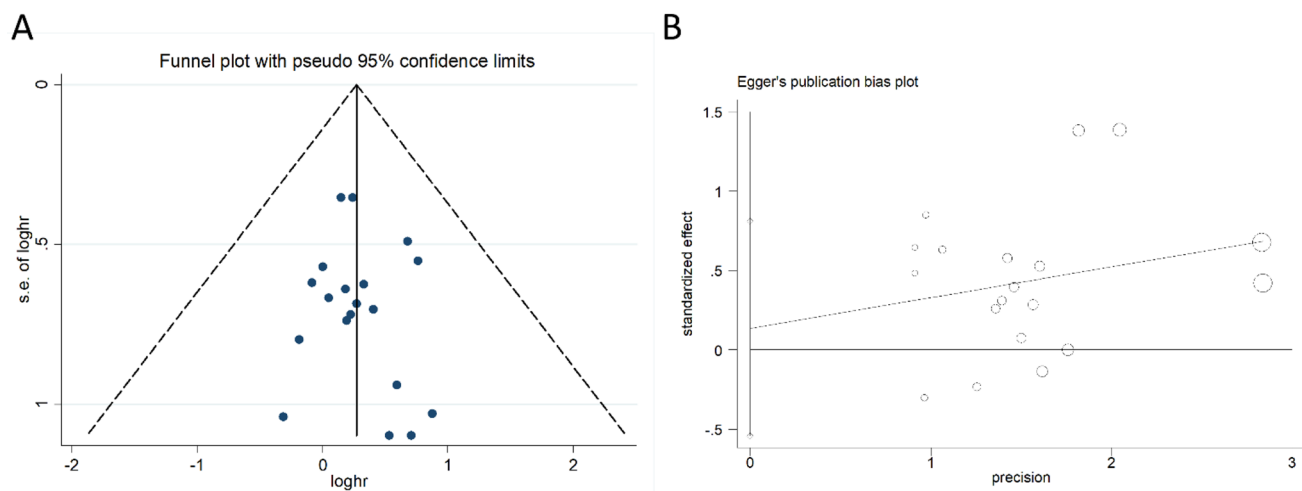 A
Funnel plot with pseudo 95% confidence limits
0
.5
1
s.e. of loghr
-2
-1
0
1
2
loghr
B
Egger's publication bias plot
1.5
1
.5
0
-.5
standardized effect
0
1
2
3
precision